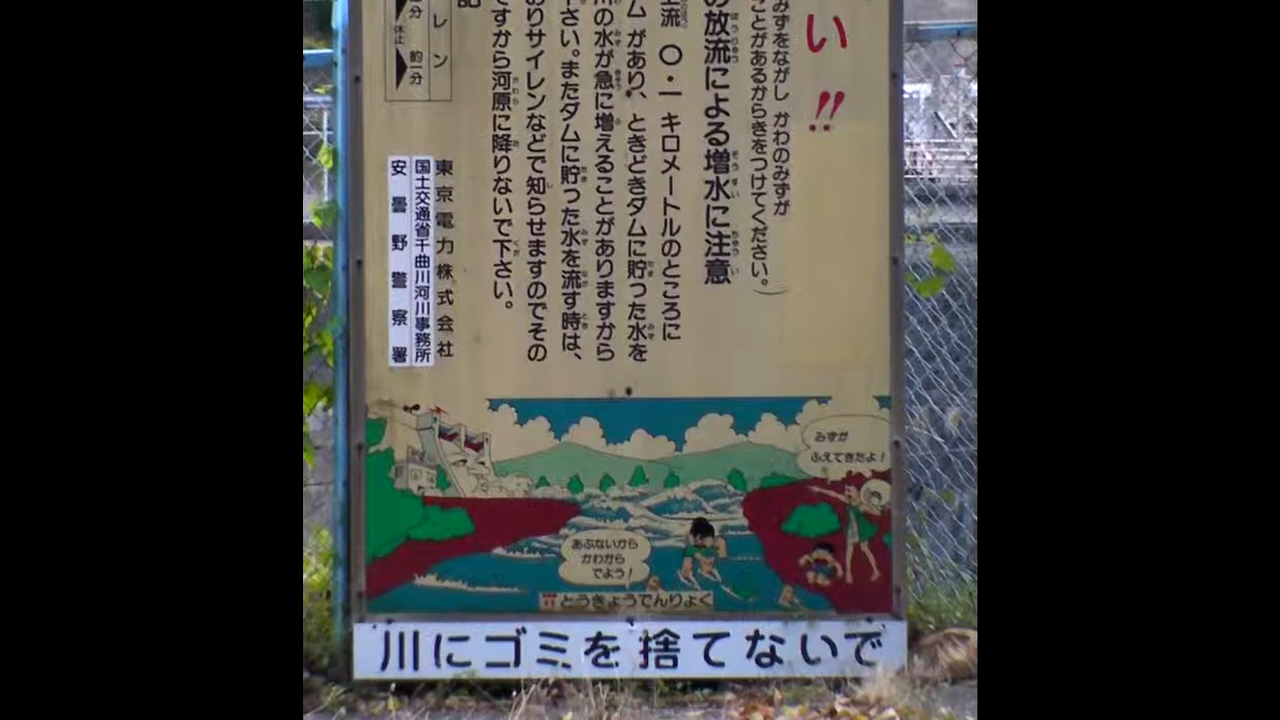 い!!
みずをながし かわのみずが
ことがあるからきをつけてください。)
の放流による増水に注意
上流 〇・一 キロメートルのところに
ム があり、ときどきダムに貯った水を
川の水が急に増えることがありますから
下さい。またダムに貯った水を流す時は、
おりサイレンなどで知らせますのでその
ですから河原に降りないで下さい。
記
レン
休止
約一分
東京電力株式会社
国土交通省千曲川河川事務所
安曇野警察署
みずが
ふえてきたよ!
あぶないから
かわから
でよう!
とうきょうでんりょく
川にゴミを捨てないで